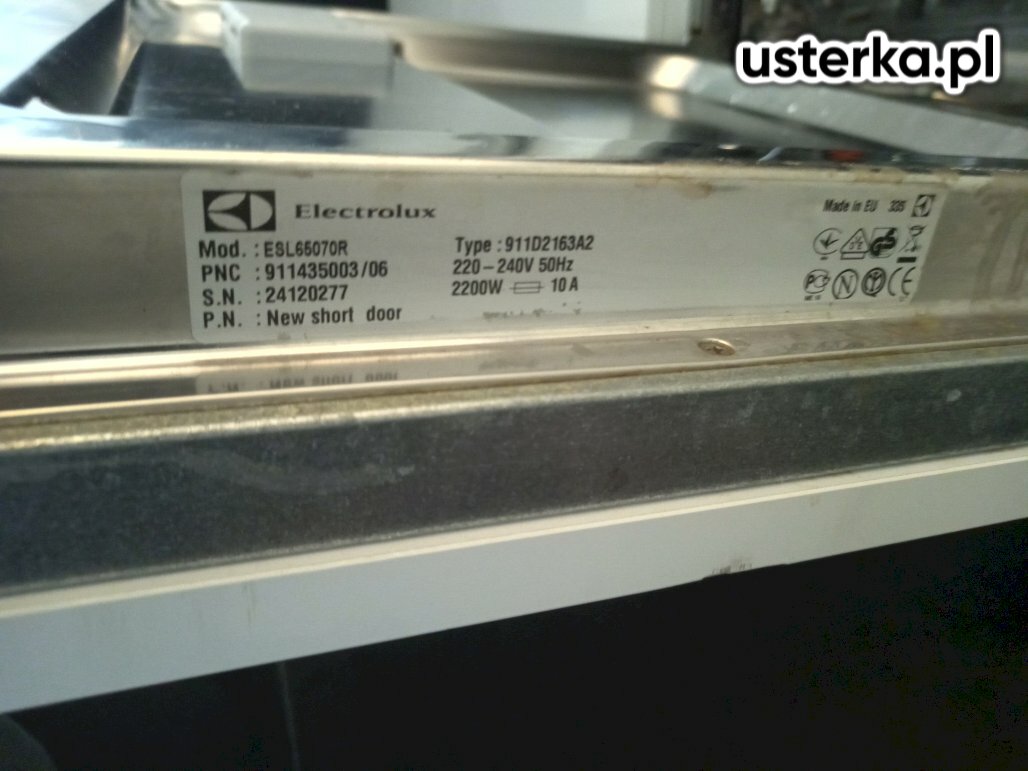 usterka.pl
Electrolux
Made in EU 335
Mod. : ESL66070R
Type : 911D2163A2
PNC : 911435003/06
220-240V 50Hz
S.N. : 24120277
2200W 10 A
P.N. : New short door